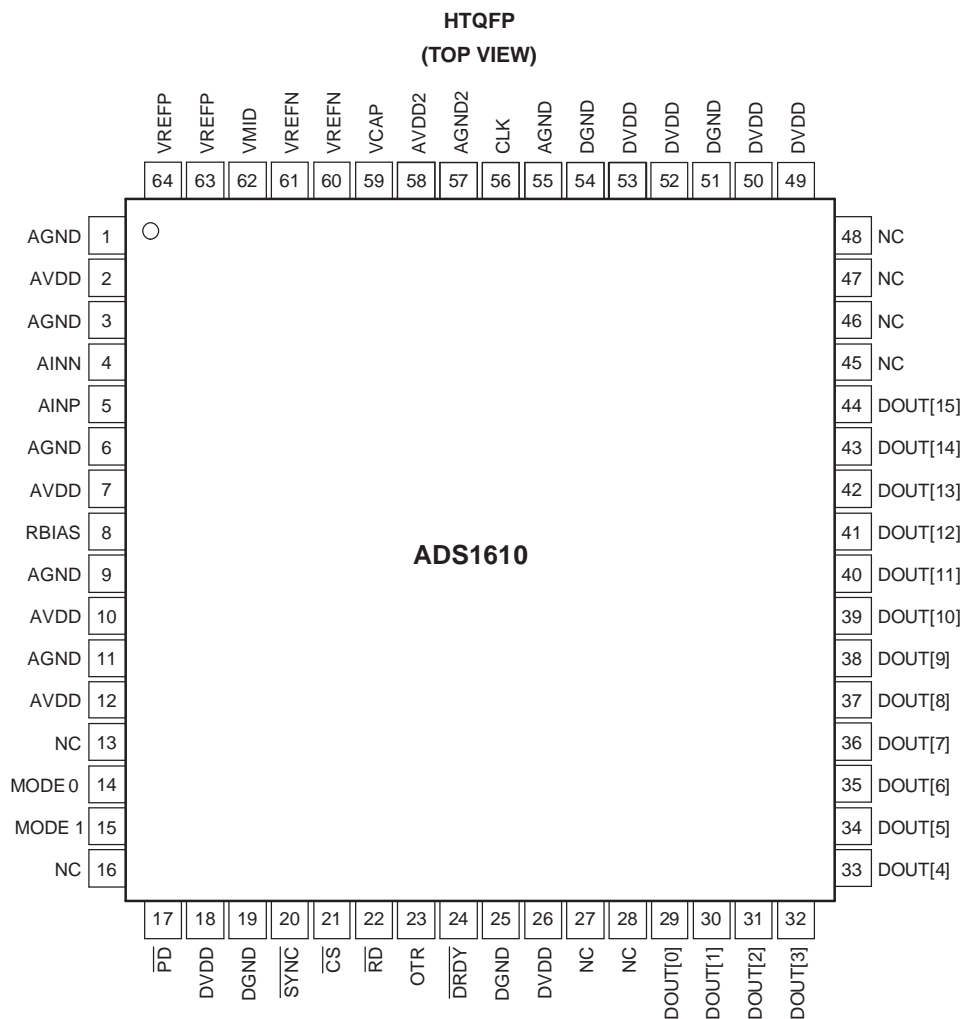 HTQFP
(TOP VIEW)
VREFP
VREFP
VMID
VREFN
VREFN
VCAP
AVDD2
AGND2
CLK
AGND
DGND
DVDD
DVDD
DGND
DVDD
DVDD
64 63 62 61 60 59 58 57 56 55 54 53 52 51 50 49
AGND 1
AVDD 2
AGND 3
AINN 4
AINP 5
AGND 6
AVDD 7
RBIAS 8
AGND 9
AVDD 10
AGND 11
AVDD 12
NC 13
MODE 0 14
MODE 1 15
NC 16
ADS1610
48 NC
47 NC
46 NC
45 NC
44 DOUT[15]
43 DOUT[14]
42 DOUT[13]
41 DOUT[12]
40 DOUT[11]
39 DOUT[10]
38 DOUT[9]
37 DOUT[8]
36 DOUT[7]
35 DOUT[6]
34 DOUT[5]
33 DOUT[4]
17 18 19 20 21 22 23 24 25 26 27 28 29 30 31 32
P̅D̅
DVDD
DGND
S̅Y̅N̅C̅
C̅S̅
R̅D̅
OTR
D̅R̅D̅Y̅
DGND
DVDD
NC
NC
DOUT[0]
DOUT[1]
DOUT[2]
DOUT[3]